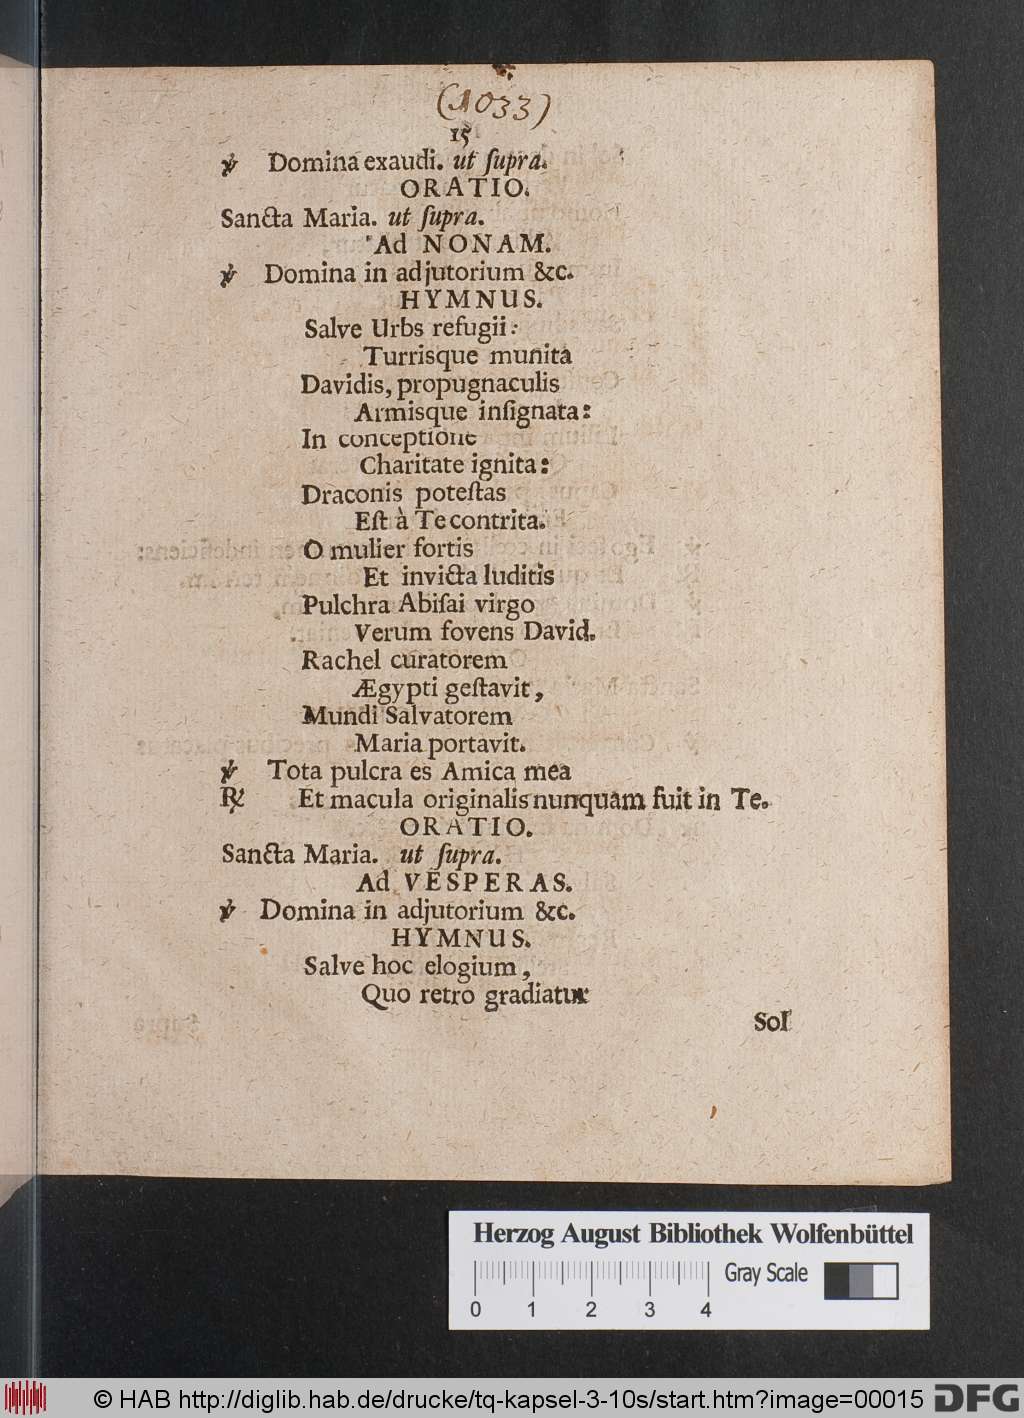 (1033)
15
℣ Domina exaudi. ut ſupra.
ORATIO.
Sancta Maria. ut ſupra.
Ad NONAM.
℣ Domina in adjutorium &c.
HYMNUS.
Salve Urbs refugii:
Turrisque munita
Davidis, propugnaculis
Armisque inſignata:
In conceptione
Charitate ignita:
Draconis poteſtas
Eſt à Te contrita.
O mulier fortis
Et invicta luditis
Pulchra Abiſai virgo
Verum fovens David.
Rachel curatorem
Ægypti geſtavit,
Mundi Salvatorem
Maria portavit.
℣ Tota pulcra es Amica mea
℟ Et macula originalis nunquam fuit in Te.
ORATIO.
Sancta Maria. ut ſupra.
Ad VESPERAS.
℣ Domina in adjutorium &c.
HYMNUS.
Salve hoc elogium,
Quo retro gradiatur
Sol
Herzog August Bibliothek Wolfenbüttel
Gray Scale
0 1 2 3 4
© HAB http://diglib.hab.de/drucke/tq-kapsel-3-10s/start.htm?image=00015
DFG